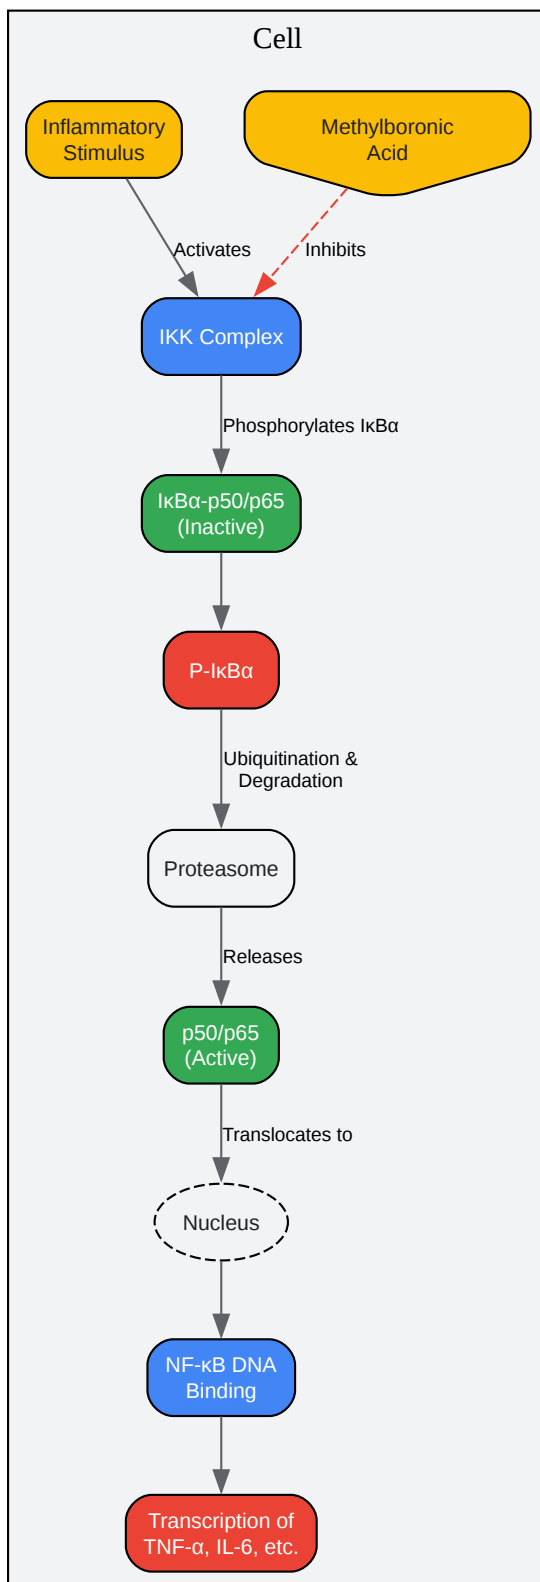 Cell
Inflammatory
Stimulus
Methylboronic
Acid
Activates
Inhibits
IKK Complex
Phosphorylates IκBα
IκBα-p50/p65
(Inactive)
P-IκBα
Ubiquitination &
Degradation
Proteasome
Releases
p50/p65
(Active)
Translocates to
Nucleus
NF-κB DNA
Binding
Transcription of
TNF-α, IL-6, etc.